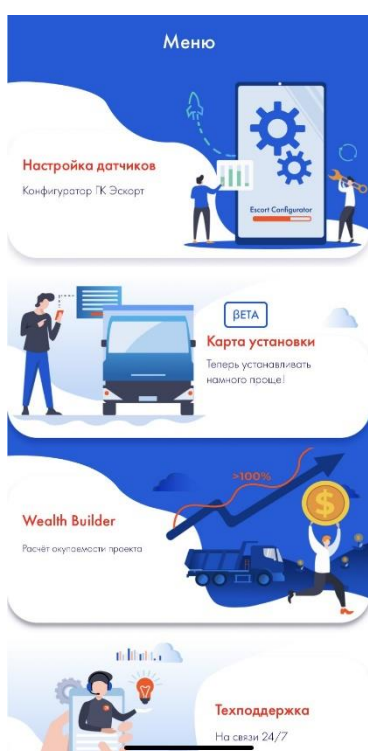 Меню
Настройка датчиков
Конфигуратор ГК Эскорт
Escort Configurator
βETA
Карта установки
Теперь устанавливать
намного проще!
>100%
Wealth Builder
Расчёт окупаемости проекта
Техподдержка
На связи 24/7